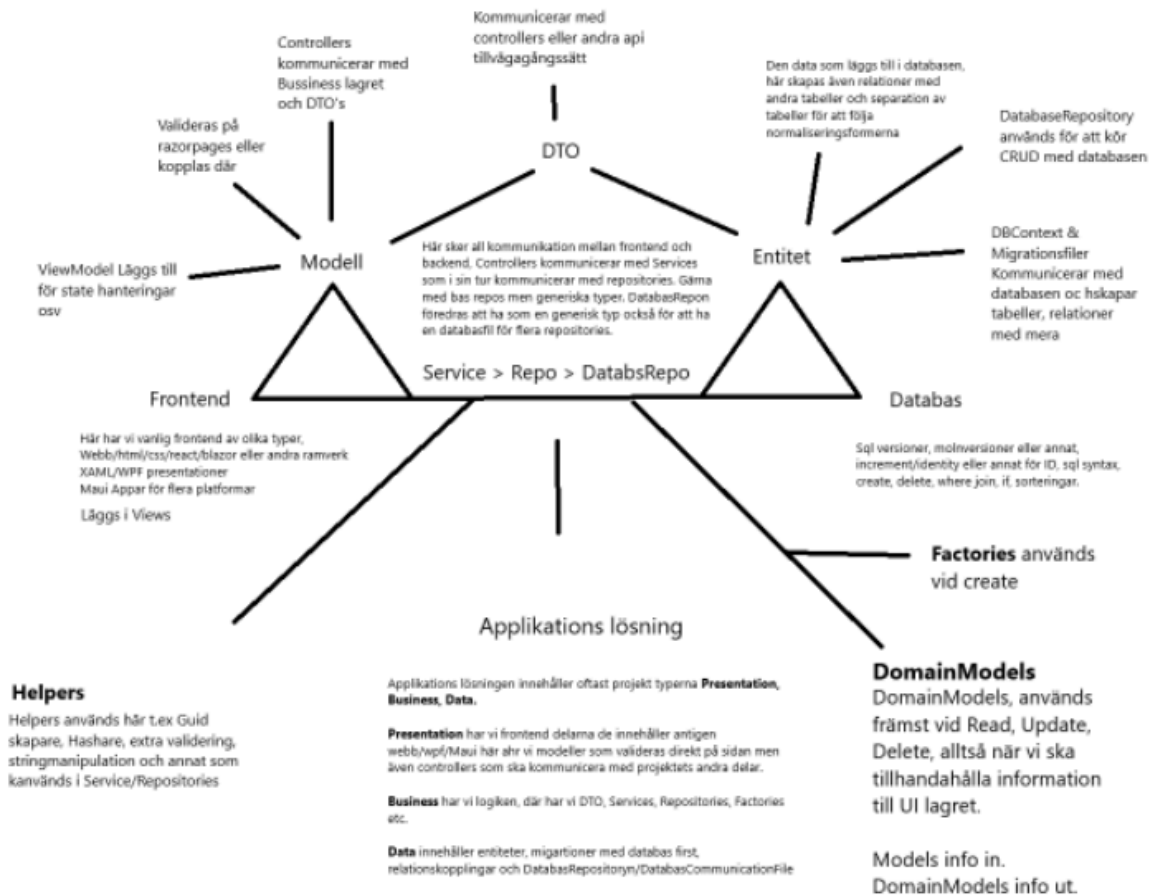 Kommunicerar med
controllers eller andra api
tillvägagångssätt
Controllers
kommunicerar med
Bussiness lagret
och DTO's
Den data som läggs till i databasen,
här skapas även relationer med
andra tabeller och separation av
tabeller för att följa
normaliseringsformerna
Valideras på
razorpages eller
kopplas där
DatabaseRepository
används för att kör
CRUD med databasen
DTO
ViewModel Läggs till
för state hanteringar
osv
Modell
Här sker all kommunikation mellan frontend och
backend, Controllers kommunicerar med Services
som i sin tur kommunicerar med repositories. Gärna
med bas repos men generiska typer. DatabasRepon
föredras att ha som en generisk typ också för att ha
en databasfil för flera repositories.
Entitet
DBContext &
Migrationsfiler
Kommunicerar med
databasen oc hskapar
tabeller, relationer
med mera
Service > Repo > DatabsRepo
Frontend
Databas
Här har vi vanlig frontend av olika typer,
Webb/html/css/react/blazor eller andra ramverk
XAML/WPF presentationer
Maui Appar för flera platformar
Läggs i Views
Sql versioner, molnversioner eller annat,
increment/identity eller annat för ID, sql syntax,
create, delete, where join, if, sorteringar.
Factories används
vid create
Applikations lösning
Helpers
Helpers används här t.ex Guid
skapare, Hashare, extra validering,
stringmanipulation och annat som
kanvänds i Service/Repositories
Applikations lösningen innehåller oftast projekt typerna Presentation,
Business, Data.
Presentation har vi frontend delarna de innehåller antigen
webb/wpf/Maui här ahr vi modeller som valideras direkt på sidan men
även controllers som ska kommunicera med projektets andra delar.
Business har vi logiken, där har vi DTO, Services, Repositories, Factories
etc.
Data innehåller entiteter, migartioner med databas first,
relationskopplingar och DatabasRepositoryn/DatabasCommunicationFile
DomainModels
DomainModels, används
främst vid Read, Update,
Delete, alltså när vi ska
tillhandahålla information
till UI lagret.
Models info in.
DomainModels info ut.